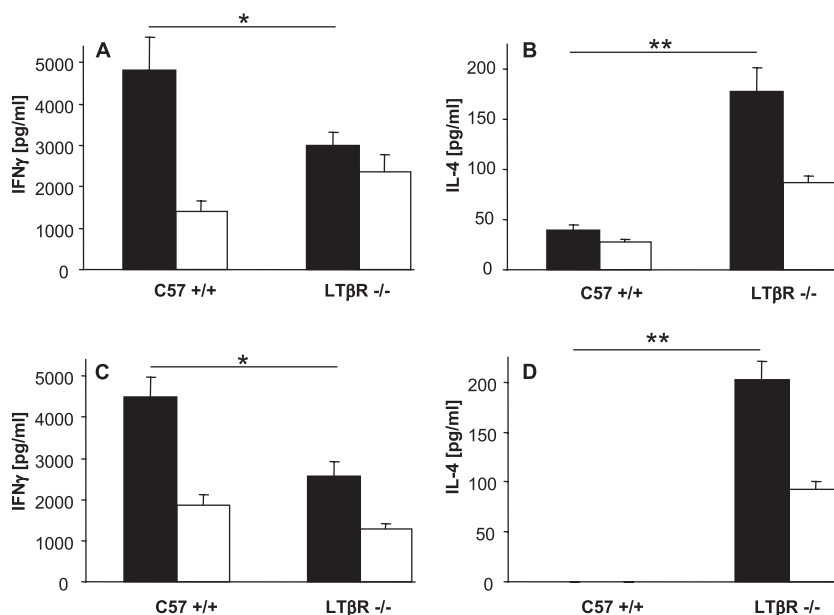 A
*
IFNγ [pg/ml]
5000
4000
3000
2000
1000
0
C57 +/+
LTβR -/-
B
**
IL-4 [pg/ml]
200
150
100
50
0
C57 +/+
LTβR -/-
C
*
IFNγ [pg/ml]
5000
4000
3000
2000
1000
0
C57 +/+
LTβR -/-
D
**
IL-4 [pg/ml]
200
150
100
50
0
C57 +/+
LTβR -/-